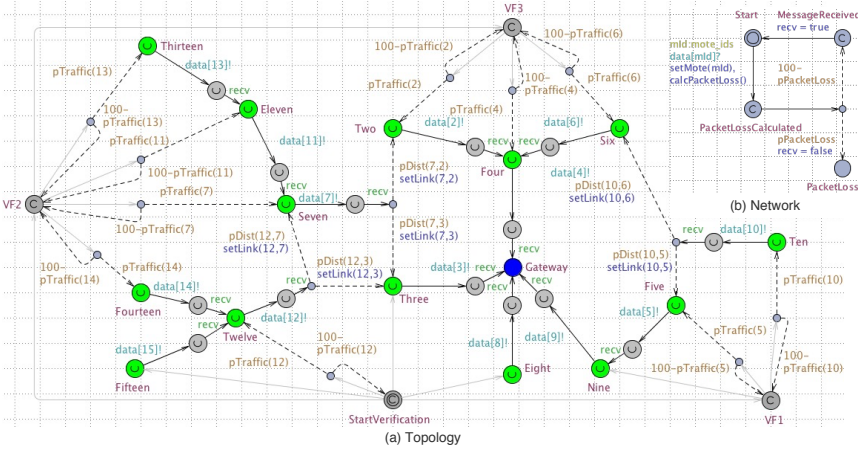 VF3
Start
MessageReceived
recv = true
mId:mote_ids
data[mId]?
setMote(mId),
calcPacketLoss()
100-
pPacketLoss
PacketLossCalculated
pPacketLoss
recv = false
PacketLoss
(b) Network
Thirteen
pTraffic(13)
data[13]!
recv
100-
pTraffic(13)
Eleven
pTraffic(11)
data[11]!
100-pTraffic(11)
recv
pTraffic(7)
VF2
data[7]!
recv
Seven
100-pTraffic(7)
100-pTraffic(2)
pTraffic(2)
100-pTraffic(6)
pTraffic(6)
100-
pTraffic(4)
pTraffic(4)
Two
data[2]!
recv
recv
data[6]!
Six
Four
data[4]!
pDist(7,2)
setLink(7,2)
pDist(10,6)
setLink(10,6)
pDist(7,3)
setLink(7,3)
pDist(12,7)
setLink(12,7)
pDist(12,3)
setLink(12,3)
recv
Gateway
data[3]!
recv
recv
recv
Three
pDist(10,5)
setLink(10,5)
recv
data[10]!
Ten
pTraffic(10)
Five
data[5]!
pTraffic(5)
100-
pTraffic(14)
pTraffic(14)
data[14]!
Fourteen
recv
recv
recv
Twelve
data[12]!
data[15]!
Fifteen
100-
pTraffic(12)
pTraffic(12)
data[8]!
data[9]!
Eight
recv
Nine
100-pTraffic(5)
100-
pTraffic(10)
StartVerification
VF1
(a) Topology